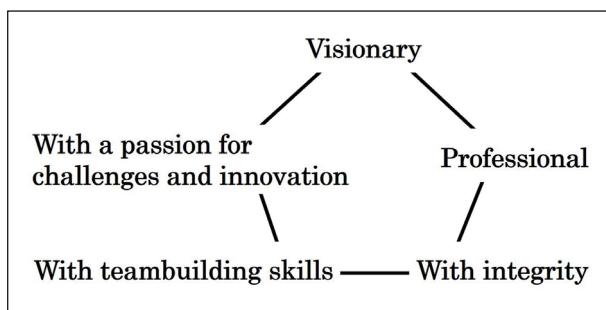 Visionary
With a passion for
challenges and innovation
Professional
With teambuilding skills
With integrity